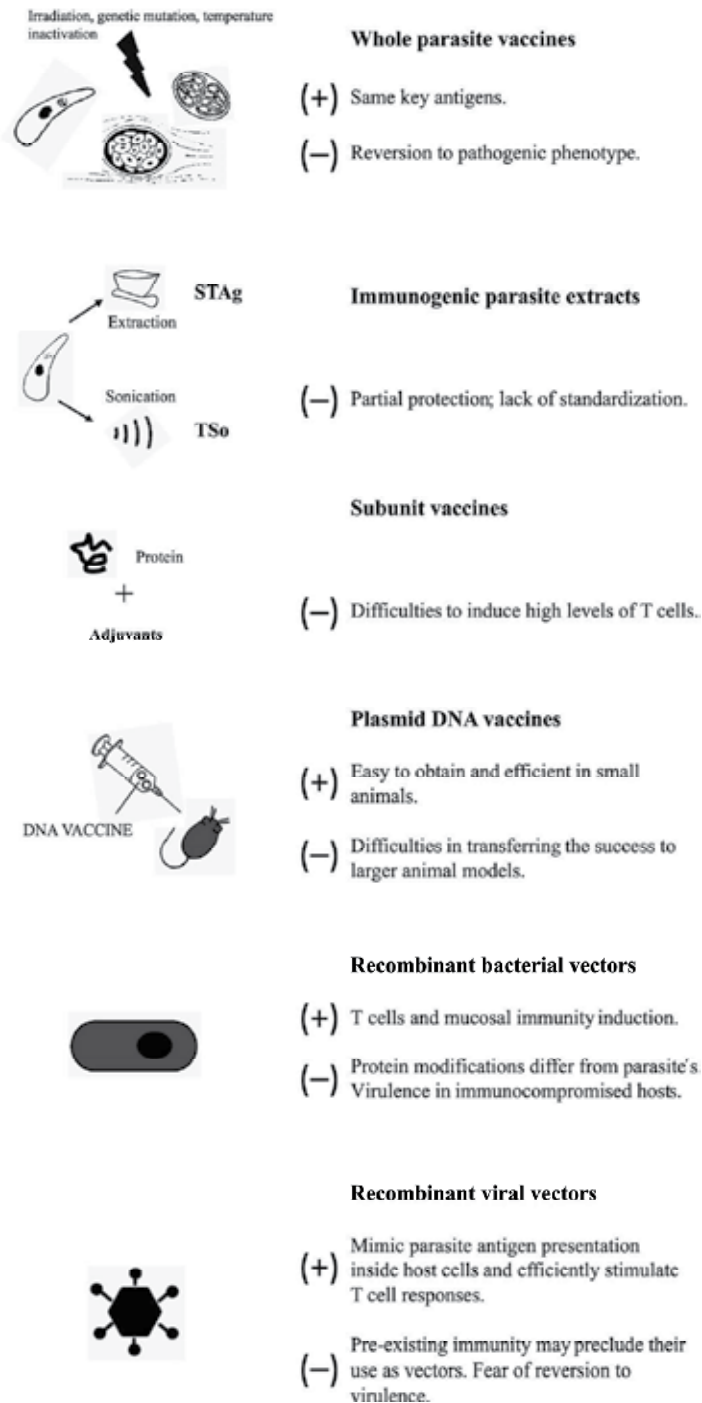 Irradiation, genetic mutation, temperature
inactivation
Whole parasite vaccines
(+) Same key antigens.
(−) Reversion to pathogenic phenotype.
STAg
Extraction
Immunogenic parasite extracts
Sonication
(−) Partial protection; lack of standardization.
TSo
Subunit vaccines
Protein
+
(−) Difficulties to induce high levels of T cells.
Adjuvants
Plasmid DNA vaccines
(+) Easy to obtain and efficient in small
animals.
DNA VACCINE
(−) Difficulties in transferring the success to
larger animal models.
Recombinant bacterial vectors
(+) T cells and mucosal immunity induction.
(−) Protein modifications differ from parasite's.
Virulence in immunocompromised hosts.
Recombinant viral vectors
(+) Mimic parasite antigen presentation
inside host cells and efficiently stimulate
T cell responses.
(−) Pre-existing immunity may preclude their
use as vectors. Fear of reversion to
virulence.